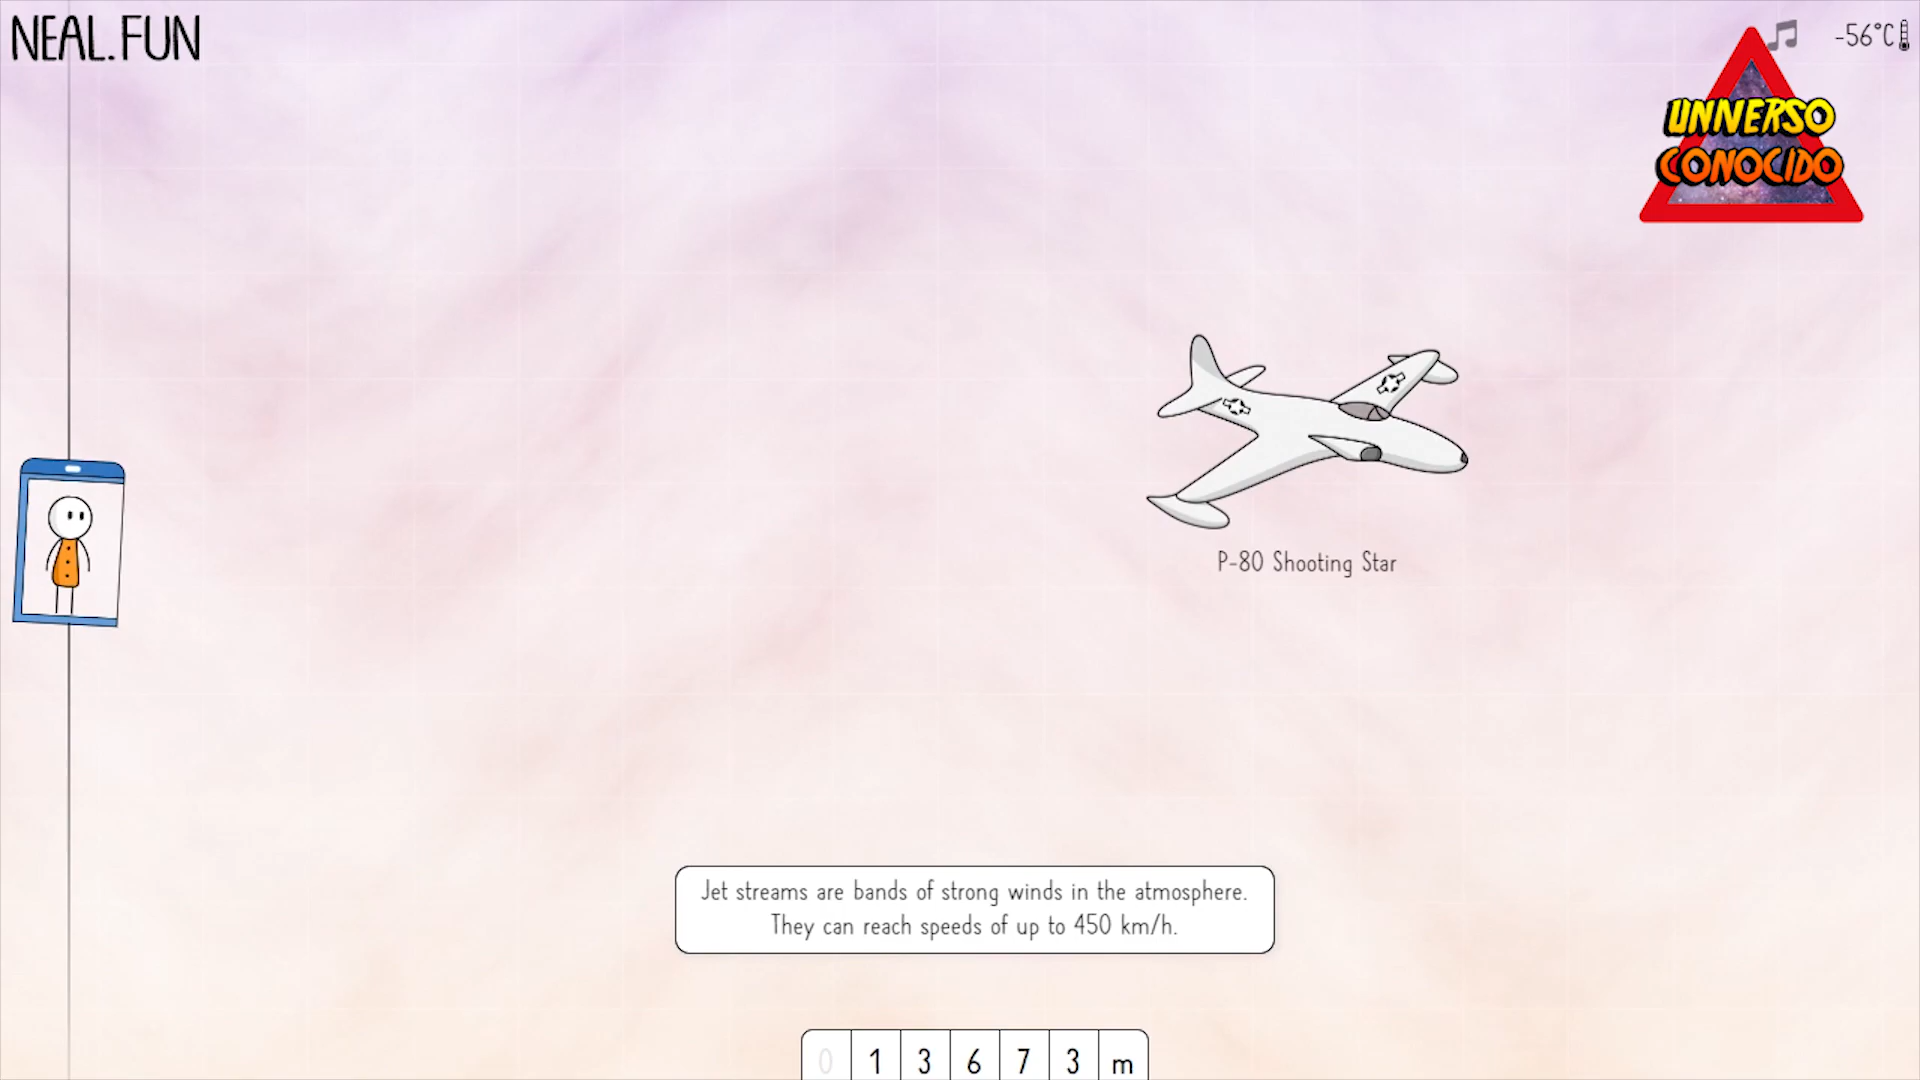 NEAL.FUN
-56°C
UNIVERSO
CONOCIDO
P-80 Shooting Star
Jet streams are bands of strong winds in the atmosphere.
They can reach speeds of up to 450 km/h.
0 1 3 6 7 3 m